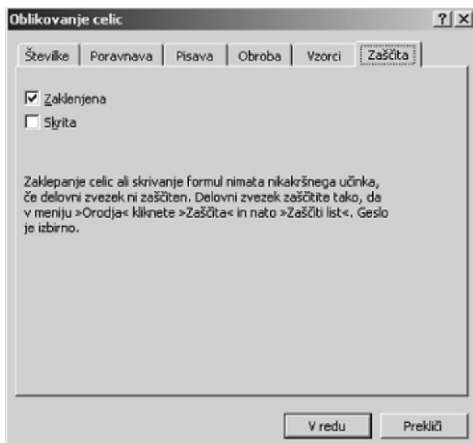 Oblikovanje celic
Številke Poravnava Pisava Obroba Vzorci Zaščita
Zaklenjena
Skrita
Zaklepanje celic ali skrivanje formul nimata nikakršnega učinka,
če delovni zvezek ni zaščiten. Delovni zvezek zaščitite tako, da
v meniju »Orodja« kliknete »Zaščita« in nato »Zaščiti list«. Geslo
je izbirno.
V redu Prekliči